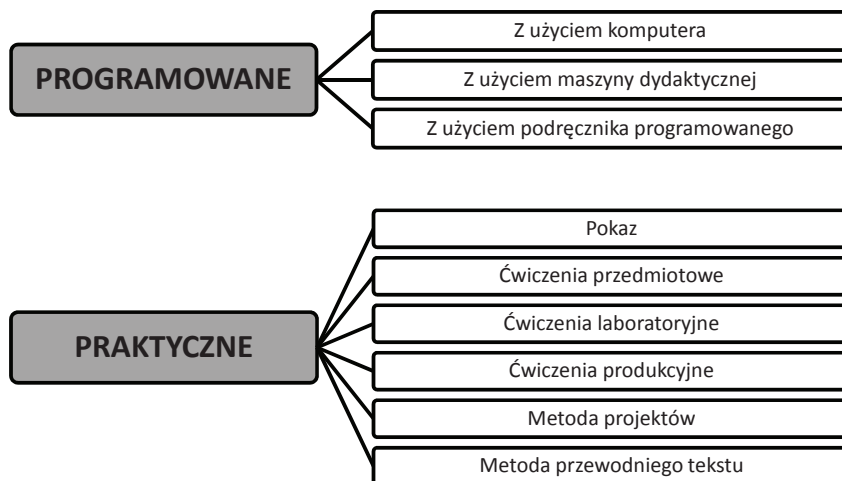 PROGRAMOWANE
Z użyciem komputera
Z użyciem maszyny dydaktycznej
Z użyciem podręcznika programowanego
PRAKTYCZNE
Pokaz
Ćwiczenia przedmiotowe
Ćwiczenia laboratoryjne
Ćwiczenia produkcyjne
Metoda projektów
Metoda przewodniego tekstu